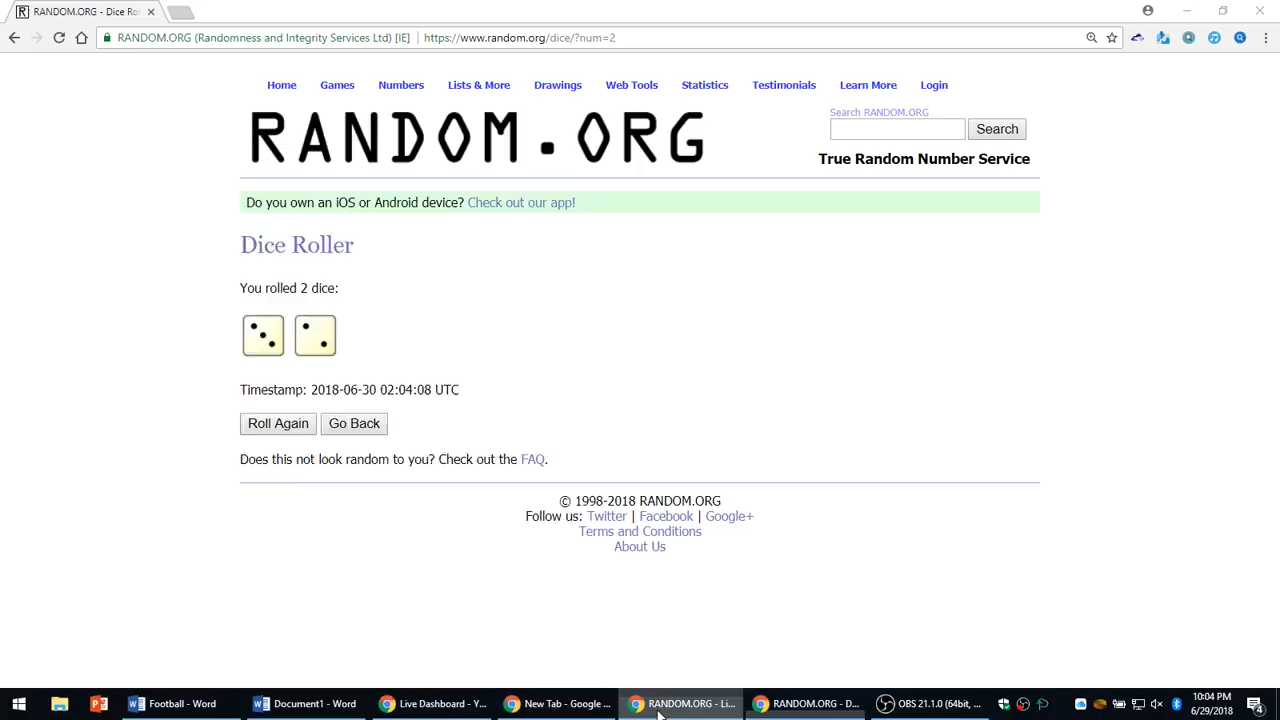 RANDOM.ORG - Dice Rol
RANDOM.ORG (Randomness and Integrity Services Ltd) [IE] https://www.random.org/dice/?num=2
Home Games Numbers Lists & More Drawings Web Tools Statistics Testimonials Learn More Login
RANDOM.ORG
Search RANDOM.ORG
Search
True Random Number Service
Do you own an iOS or Android device? Check out our app!
Dice Roller
You rolled 2 dice:
Timestamp: 2018-06-30 02:04:08 UTC
Roll Again Go Back
Does this not look random to you? Check out the FAQ.
© 1998-2018 RANDOM.ORG
Follow us: Twitter | Facebook | Google+
Terms and Conditions
About Us
Football - Word Document1 - Word Live Dashboard - Y... New Tab - Google ... RANDOM.ORG - Li... RANDOM.ORG - D... OBS 21.1.0 (64bit, ...
10:04 PM
6/29/2018
4